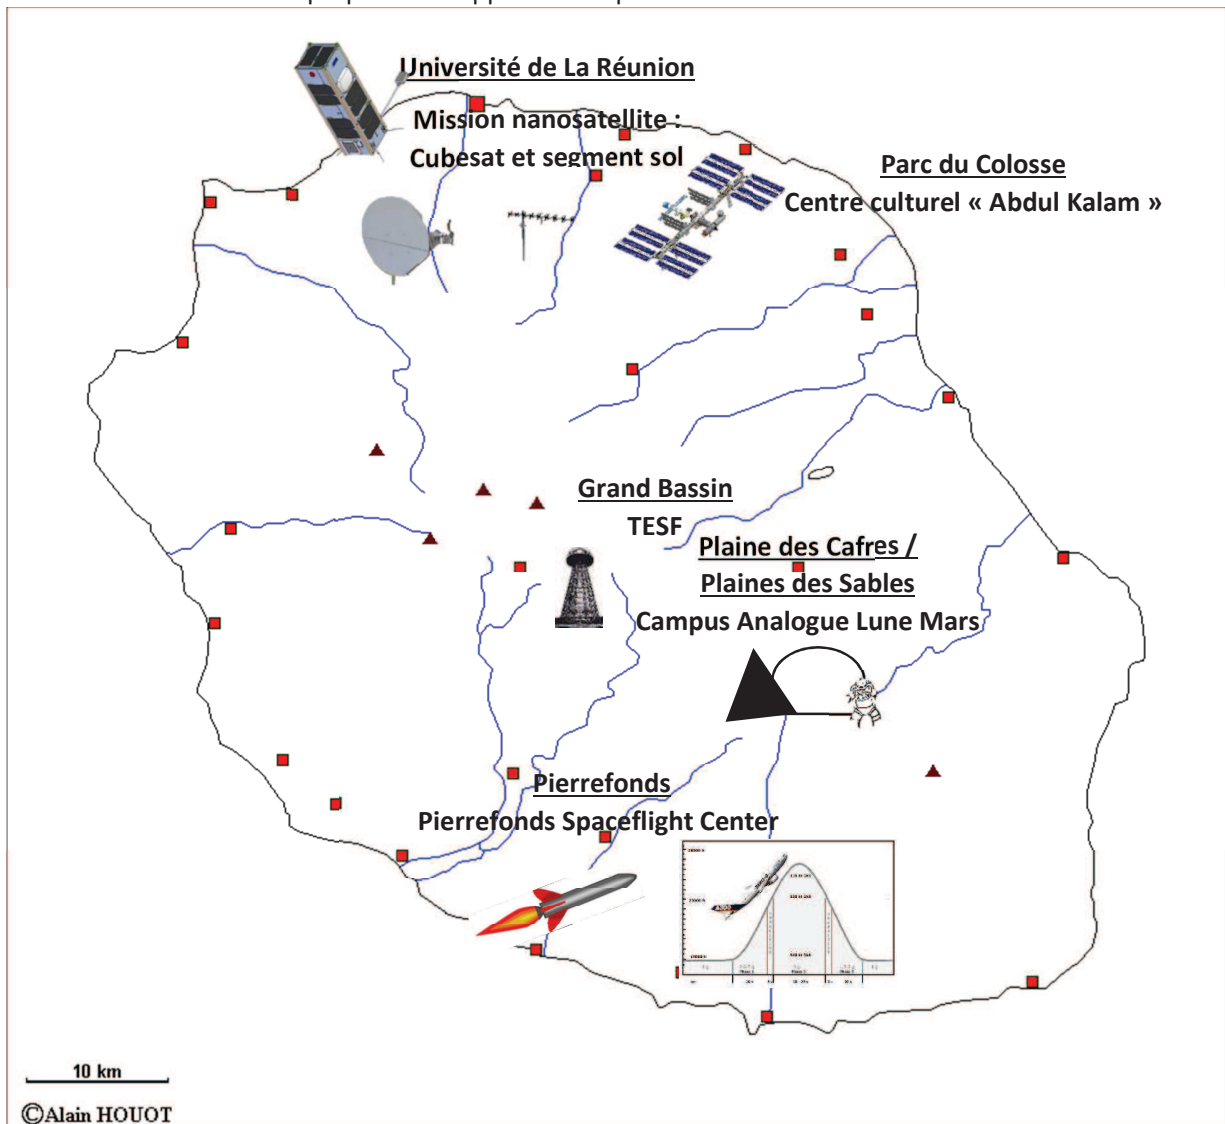 Université de La Réunion
Mission nanosatellite :
Cubesat et segment sol
Parc du Colosse
Centre culturel « Abdul Kalam »
Grand Bassin
TESF
Plaine des Cafres /
Plaines des Sables
Campus Analogue Lune Mars
Pierrefonds
Pierrefonds Spaceflight Center
10 km
©Alain HOUOT